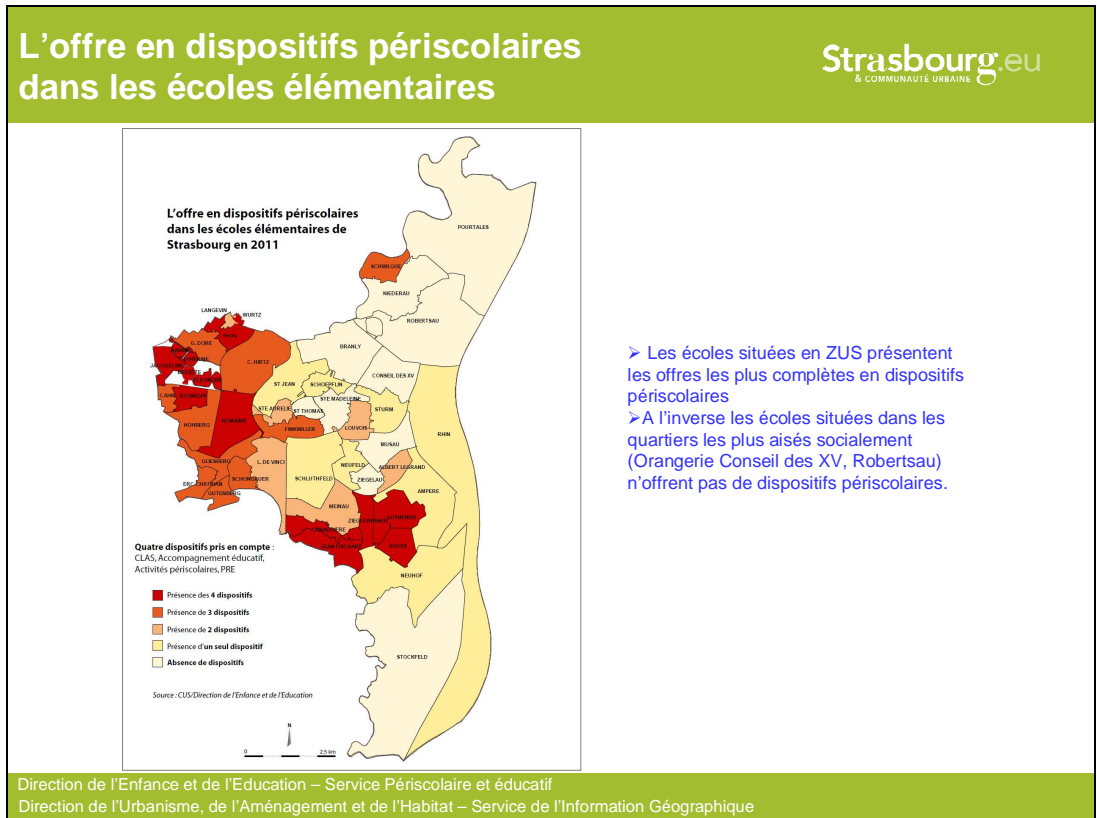 L'offre en dispositifs périscolaires
dans les écoles élémentaires
Strasbourg.eu
& COMMUNAUTÉ URBAINE
L'offre en dispositifs périscolaires
dans les écoles élémentaires de
Strasbourg en 2011
POURTALES
SCHWILGUE
NIEDERAU
ROBERTSAU
LANGEVIN
WURTZ
G. DORE
BRANLY
C. HIRTZ
CONSEIL DES XV
ST JEAN
SCHOEPFLIN
STE MADELEINE
STE AURELIE
ST THOMAS
STURM
CAHN
LOUVOIS
ROMAINS
HOHBERG
FINKWILLER
RHIN
MUSAU
GLIESBERG
L. DE VINCI
NEUFELD
ALBERT LEGRAND
ERC. CHATRIAN
SCHONGAUER
SCHLUTHFELD
ZIEGELAU
GUTENBERG
AMPERE
MEINAU
NEUHOF
STOCKFELD
Quatre dispositifs pris en compte :
CLAS, Accompagnement éducatif,
Activités périscolaires, PRE
Présence des 4 dispositifs
Présence de 3 dispositifs
Présence de 2 dispositifs
Présence d'un seul dispositif
Absence de dispositifs
Source : CUS/Direction de l'Enfance et de l'Education
N
0 2,5 km
➢ Les écoles situées en ZUS présentent
les offres les plus complètes en dispositifs
périscolaires
➢A l'inverse les écoles situées dans les
quartiers les plus aisés socialement
(Orangerie Conseil des XV, Robertsau)
n'offrent pas de dispositifs périscolaires.
Direction de l'Enfance et de l'Education – Service Périscolaire et éducatif
Direction de l'Urbanisme, de l'Aménagement et de l'Habitat – Service de l'Information Géographique